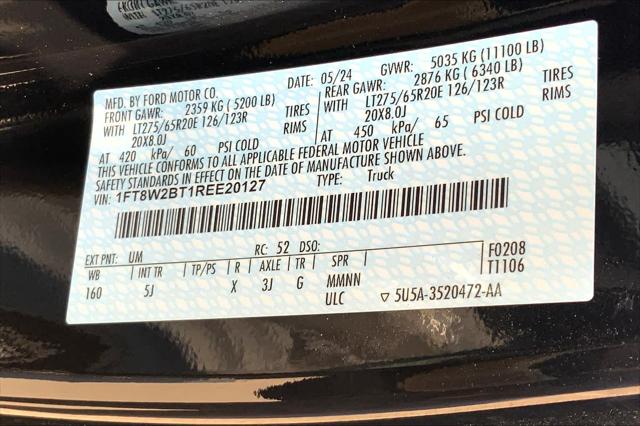 MFD. BY FORD MOTOR CO. DATE: 05/24 GVWR: 5035 KG (11100 LB)
FRONT GAWR: 2359 KG (5200 LB) REAR GAWR: 2876 KG (6340 LB)
WITH LT275/65R20E 126/123R TIRES WITH LT275/65R20E 126/123R TIRES
20X8.0J RIMS 20X8.0J RIMS
AT 420 kPa/ 60 PSI COLD AT 450 kPa/ 65 PSI COLD
THIS VEHICLE CONFORMS TO ALL APPLICABLE FEDERAL MOTOR VEHICLE
SAFETY STANDARDS IN EFFECT ON THE DATE OF MANUFACTURE SHOWN ABOVE.
VIN: 1FT8W2BT1REE20127 TYPE: Truck
EXT PNT: UM RC: 52 DSO:
WB INT TR TP/PS R AXLE TR SPR F0208
160 5J X 3J G MMNN T1106
ULC ▽ 5U5A-3520472-AA
WITH LT275/65R20E 126/123R